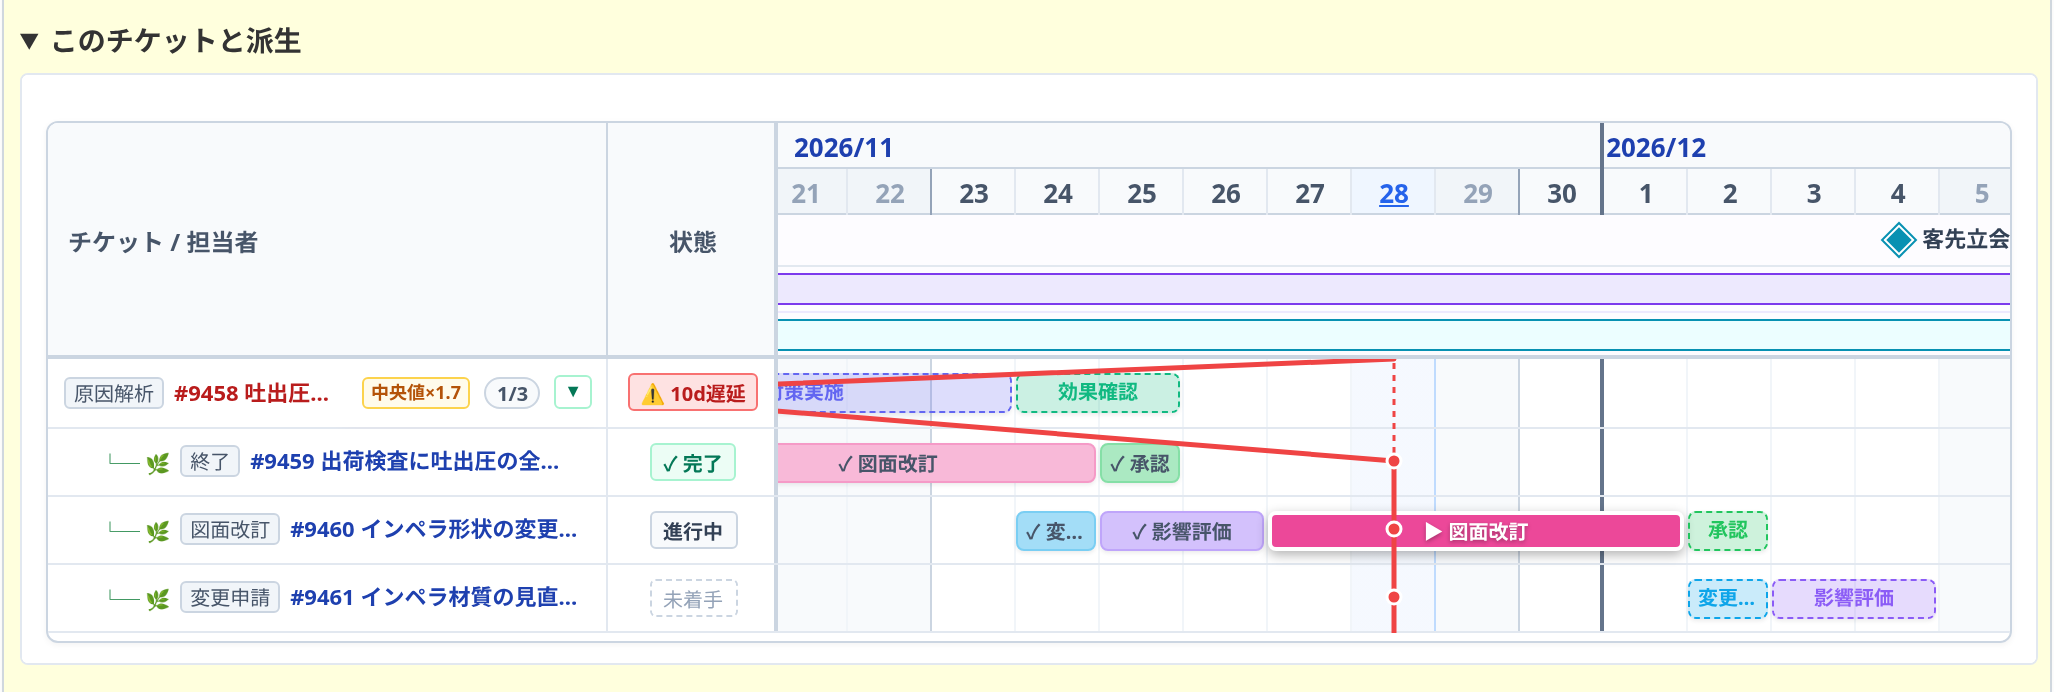 ▼ このチケットと派生
チケット / 担当者
状態
2026/11
2026/12
21 22 23 24 25 26 27 28 29 30 1 2 3 4 5
客先立会
原因解析 #9458 吐出圧... 中央値×1.7 1/3 ▼ ⚠️ 10d遅延 策実施 効果確認
終了 #9459 出荷検査に吐出圧の全... ✓完了 ✓図面改訂 ✓承認
図面改訂 #9460 インペラ形状の変更... 進行中 ✓変... ✓影響評価 ▶図面改訂 承認
変更申請 #9461 インペラ材質の見直... 未着手 変更... 影響評価